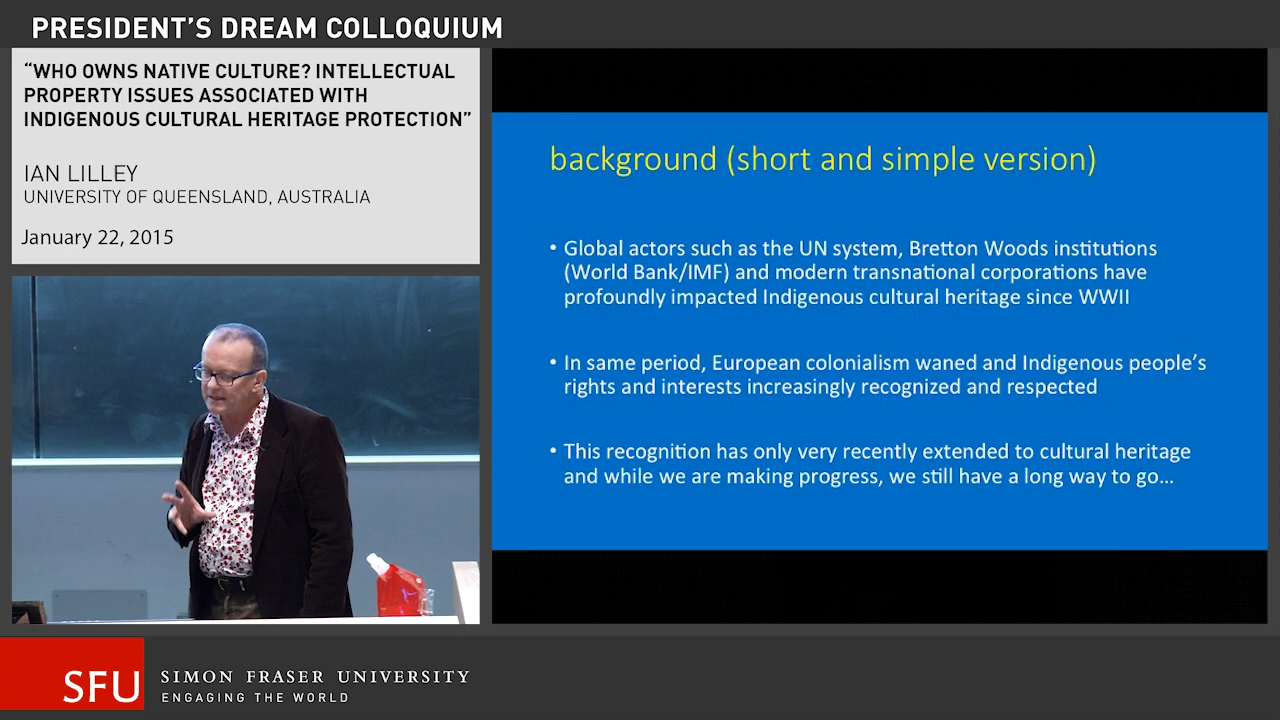 PRESIDENT'S DREAM COLLOQUIUM
“WHO OWNS NATIVE CULTURE? INTELLECTUAL
PROPERTY ISSUES ASSOCIATED WITH
INDIGENOUS CULTURAL HERITAGE PROTECTION”
IAN LILLEY
UNIVERSITY OF QUEENSLAND, AUSTRALIA
January 22, 2015
background (short and simple version)
• Global actors such as the UN system, Bretton Woods institutions
(World Bank/IMF) and modern transnational corporations have
profoundly impacted Indigenous cultural heritage since WWII
• In same period, European colonialism waned and Indigenous people’s
rights and interests increasingly recognized and respected
• This recognition has only very recently extended to cultural heritage
and while we are making progress, we still have a long way to go…
SFU
SIMON FRASER UNIVERSITY
ENGAGING THE WORLD